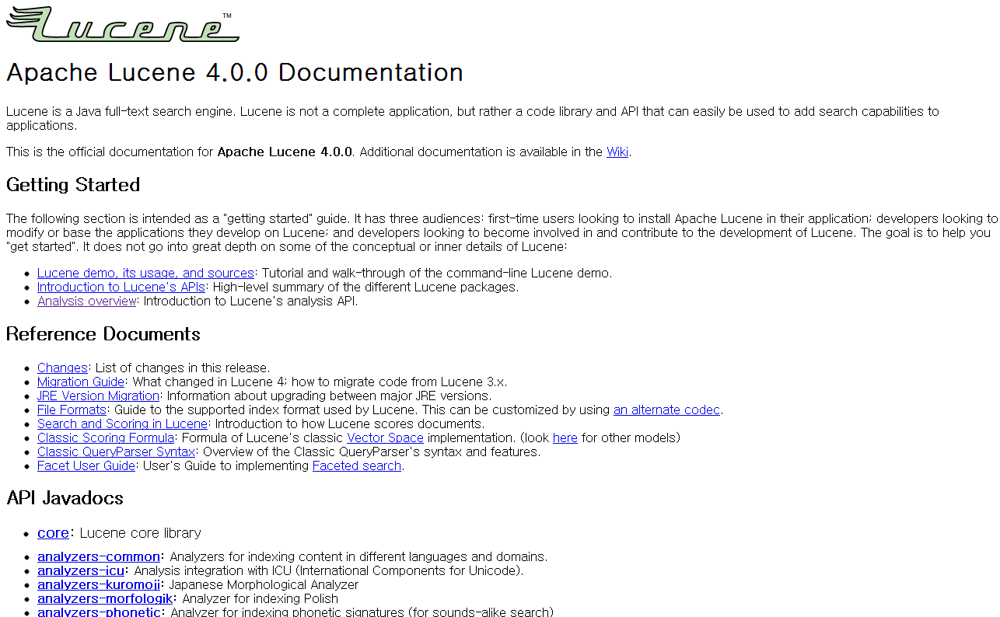 Lucene™
Apache Lucene 4.0.0 Documentation
Lucene is a Java full-text search engine. Lucene is not a complete application, but rather a code library and API that can easily be used to add search capabilities to
applications.
This is the official documentation for Apache Lucene 4.0.0. Additional documentation is available in the Wiki.
Getting Started
The following section is intended as a "getting started" guide. It has three audiences: first-time users looking to install Apache Lucene in their application; developers looking to
modify or base the applications they develop on Lucene; and developers looking to become involved in and contribute to the development of Lucene. The goal is to help you
"get started". It does not go into great depth on some of the conceptual or inner details of Lucene:
• Lucene demo, its usage, and sources: Tutorial and walk-through of the command-line Lucene demo.
• Introduction to Lucene's APIs: High-level summary of the different Lucene packages.
• Analysis overview: Introduction to Lucene's analysis API.
Reference Documents
• Changes: List of changes in this release.
• Migration Guide: What changed in Lucene 4; how to migrate code from Lucene 3.x.
• JRE Version Migration: Information about upgrading between major JRE versions.
• File Formats: Guide to the supported index format used by Lucene. This can be customized by using an alternate codec.
• Search and Scoring in Lucene: Introduction to how Lucene scores documents.
• Classic Scoring Formula: Formula of Lucene's classic Vector Space implementation. (look here for other models)
• Classic QueryParser Syntax: Overview of the Classic QueryParser's syntax and features.
• Facet User Guide: User's Guide to implementing Faceted search.
API Javadocs
• core: Lucene core library
• analyzers-common: Analyzers for indexing content in different languages and domains.
• analyzers-icu: Analysis integration with ICU (International Components for Unicode).
• analyzers-kuromoji: Japanese Morphological Analyzer
• analyzers-morfologik: Analyzer for indexing Polish
• analyzers-phonetic: Analyzer for indexing phonetic signatures (for sounds-alike search)